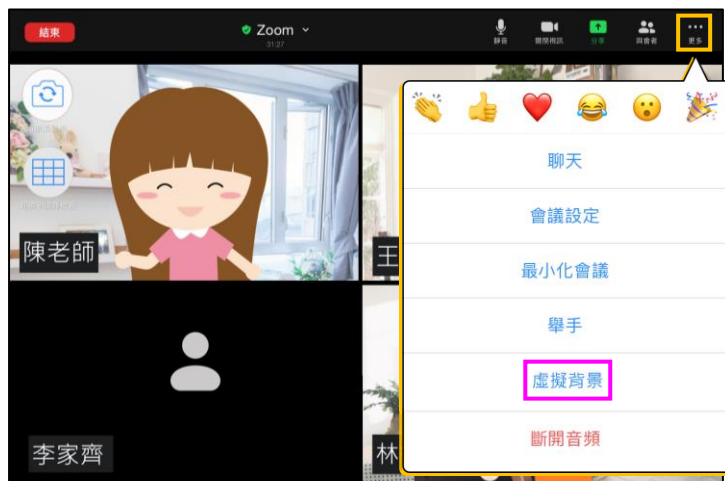 結束
Zoom
31:27
靜音
關閉視訊
分享
與會者
更多
聊天
會議設定
最小化會議
舉手
虛擬背景
斷開音頻
陳老師
王
李家齊
林